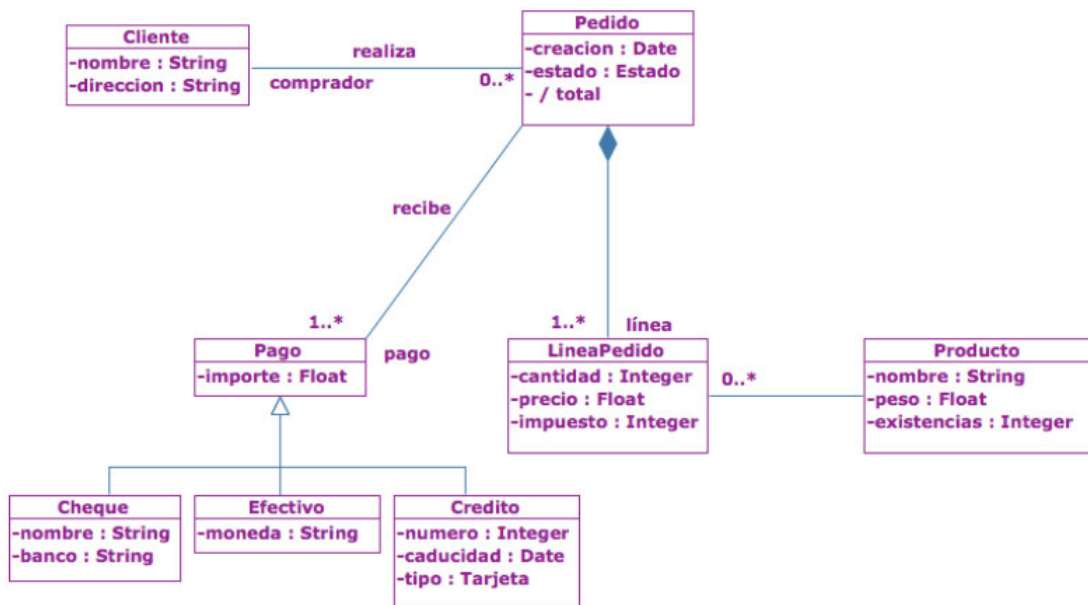 Cliente
-nombre : String
-direccion : String
realiza
comprador
0..*
Pedido
-creacion : Date
-estado : Estado
- / total
recibe
1..*
pago
1..*
línea
Pago
-importe : Float
LineaPedido
-cantidad : Integer
-precio : Float
-impuesto : Integer
0..*
Producto
-nombre : String
-peso : Float
-existencias : Integer
Cheque
-nombre : String
-banco : String
Efectivo
-moneda : String
Credito
-numero : Integer
-caducidad : Date
-tipo : Tarjeta